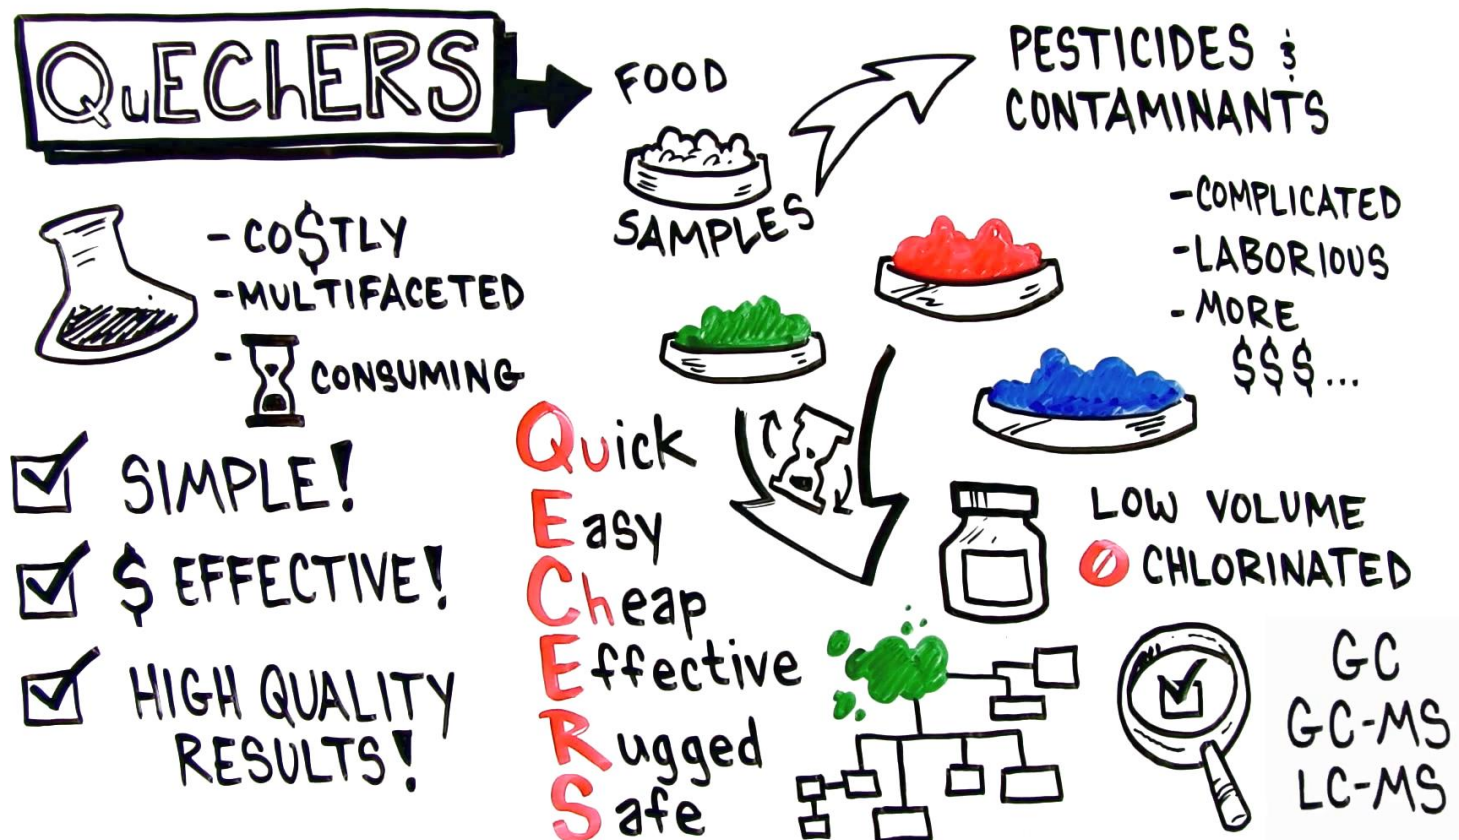 QuEChERS
FOOD
SAMPLES
PESTICIDES &
CONTAMINANTS
- CO$TLY
- MULTIFACETED
- CONSUMING
- COMPLICATED
- LABORIOUS
- MORE
$$$...
SIMPLE!
$ EFFECTIVE!
HIGH QUALITY
RESULTS!
Quick
Easy
Cheap
Effective
Rugged
Safe
LOW VOLUME
CHLORINATED
GC
GC-MS
LC-MS